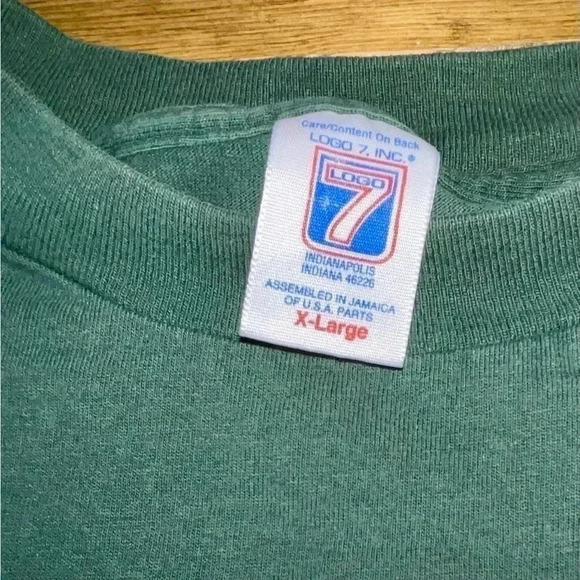 Care/Content On Back
LOGO 7, INC.®
LOGO
7
INDIANAPOLIS
INDIANA 46226
ASSEMBLED IN JAMAICA
OF U.S.A. PARTS
X-Large